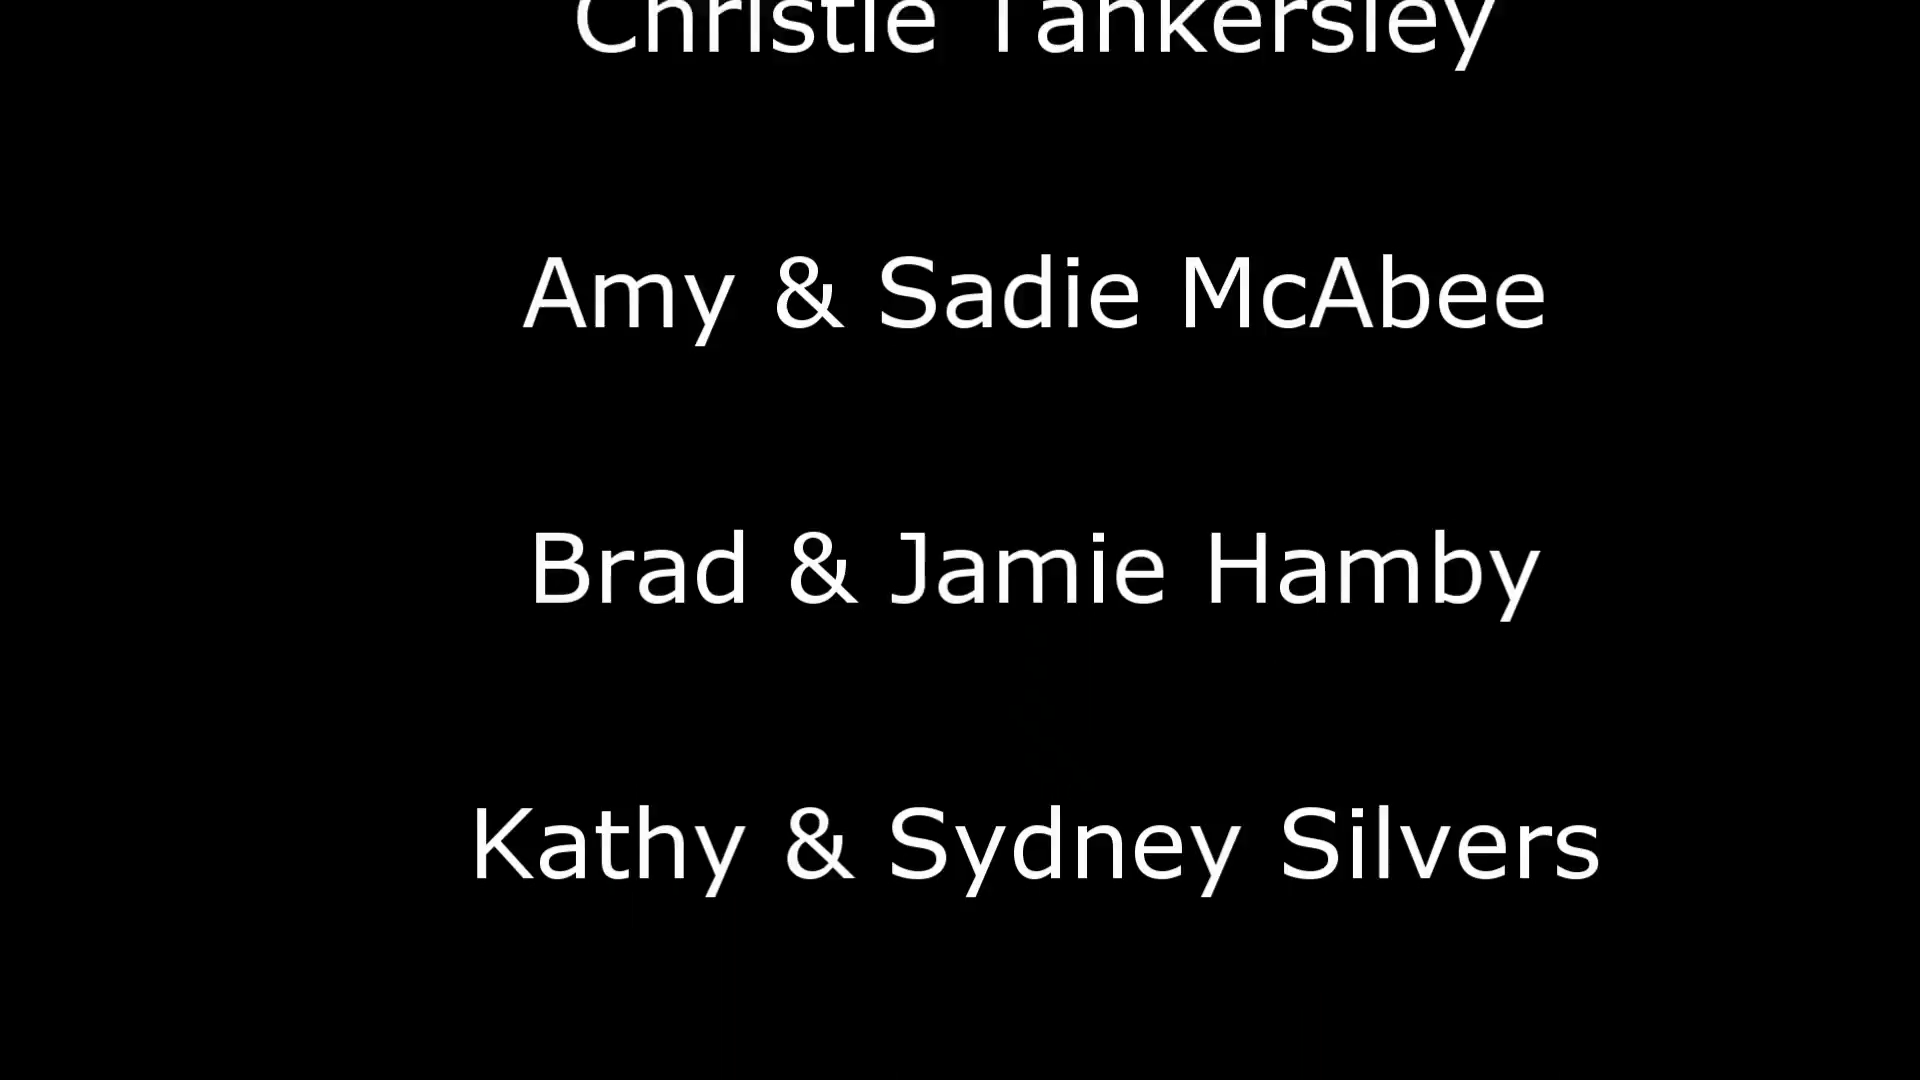 Christie Tankersley
Amy & Sadie McAbee
Brad & Jamie Hamby
Kathy & Sydney Silvers